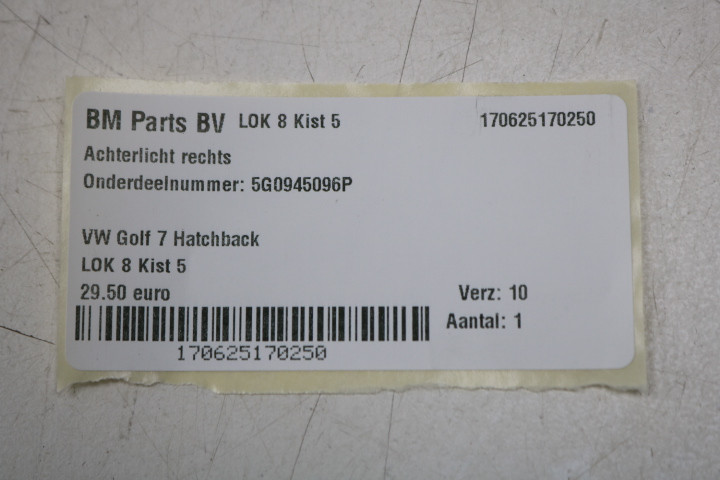 BM Parts BV LOK 8 Kist 5 170625170250
Achterlicht rechts
Onderdeelnummer: 5G0945096P
VW Golf 7 Hatchback
LOK 8 Kist 5
29.50 euro Verz: 10
Aantal: 1
170625170250